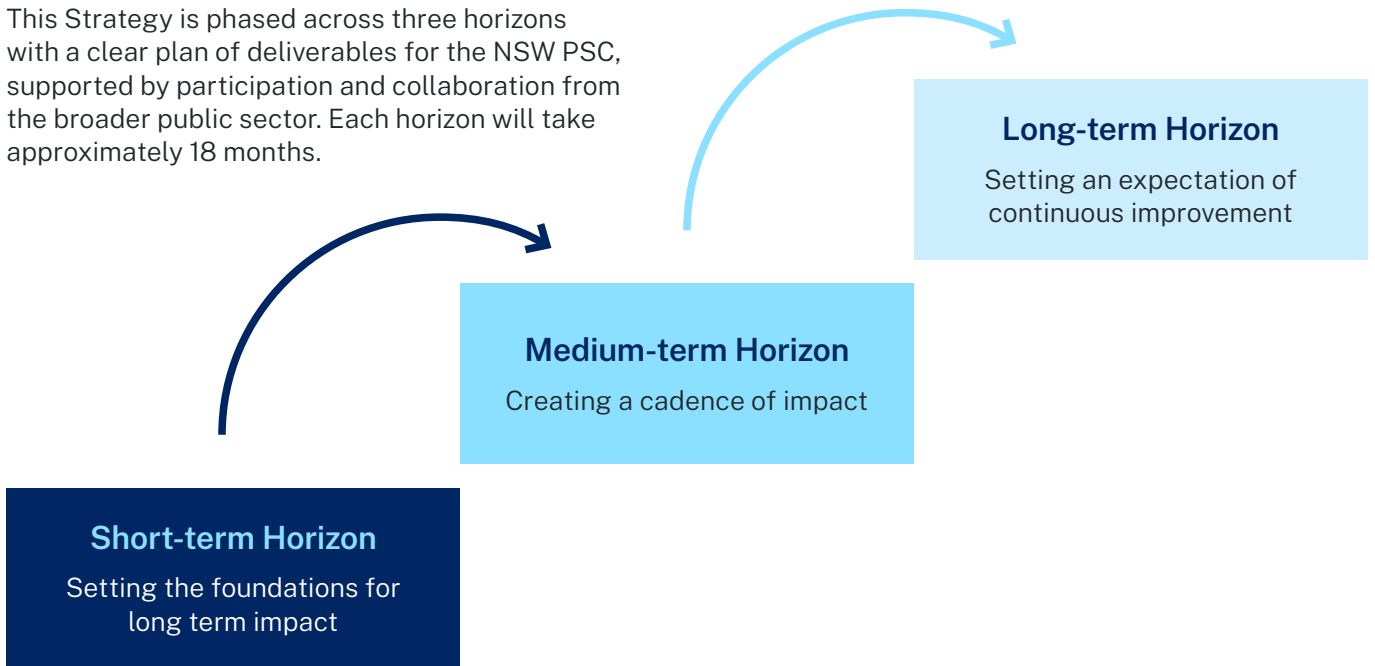 This Strategy is phased across three horizons
with a clear plan of deliverables for the NSW PSC,
supported by participation and collaboration from
the broader public sector. Each horizon will take
approximately 18 months.
Long-term Horizon
Setting an expectation of
continuous improvement
Medium-term Horizon
Creating a cadence of impact
Short-term Horizon
Setting the foundations for
long term impact